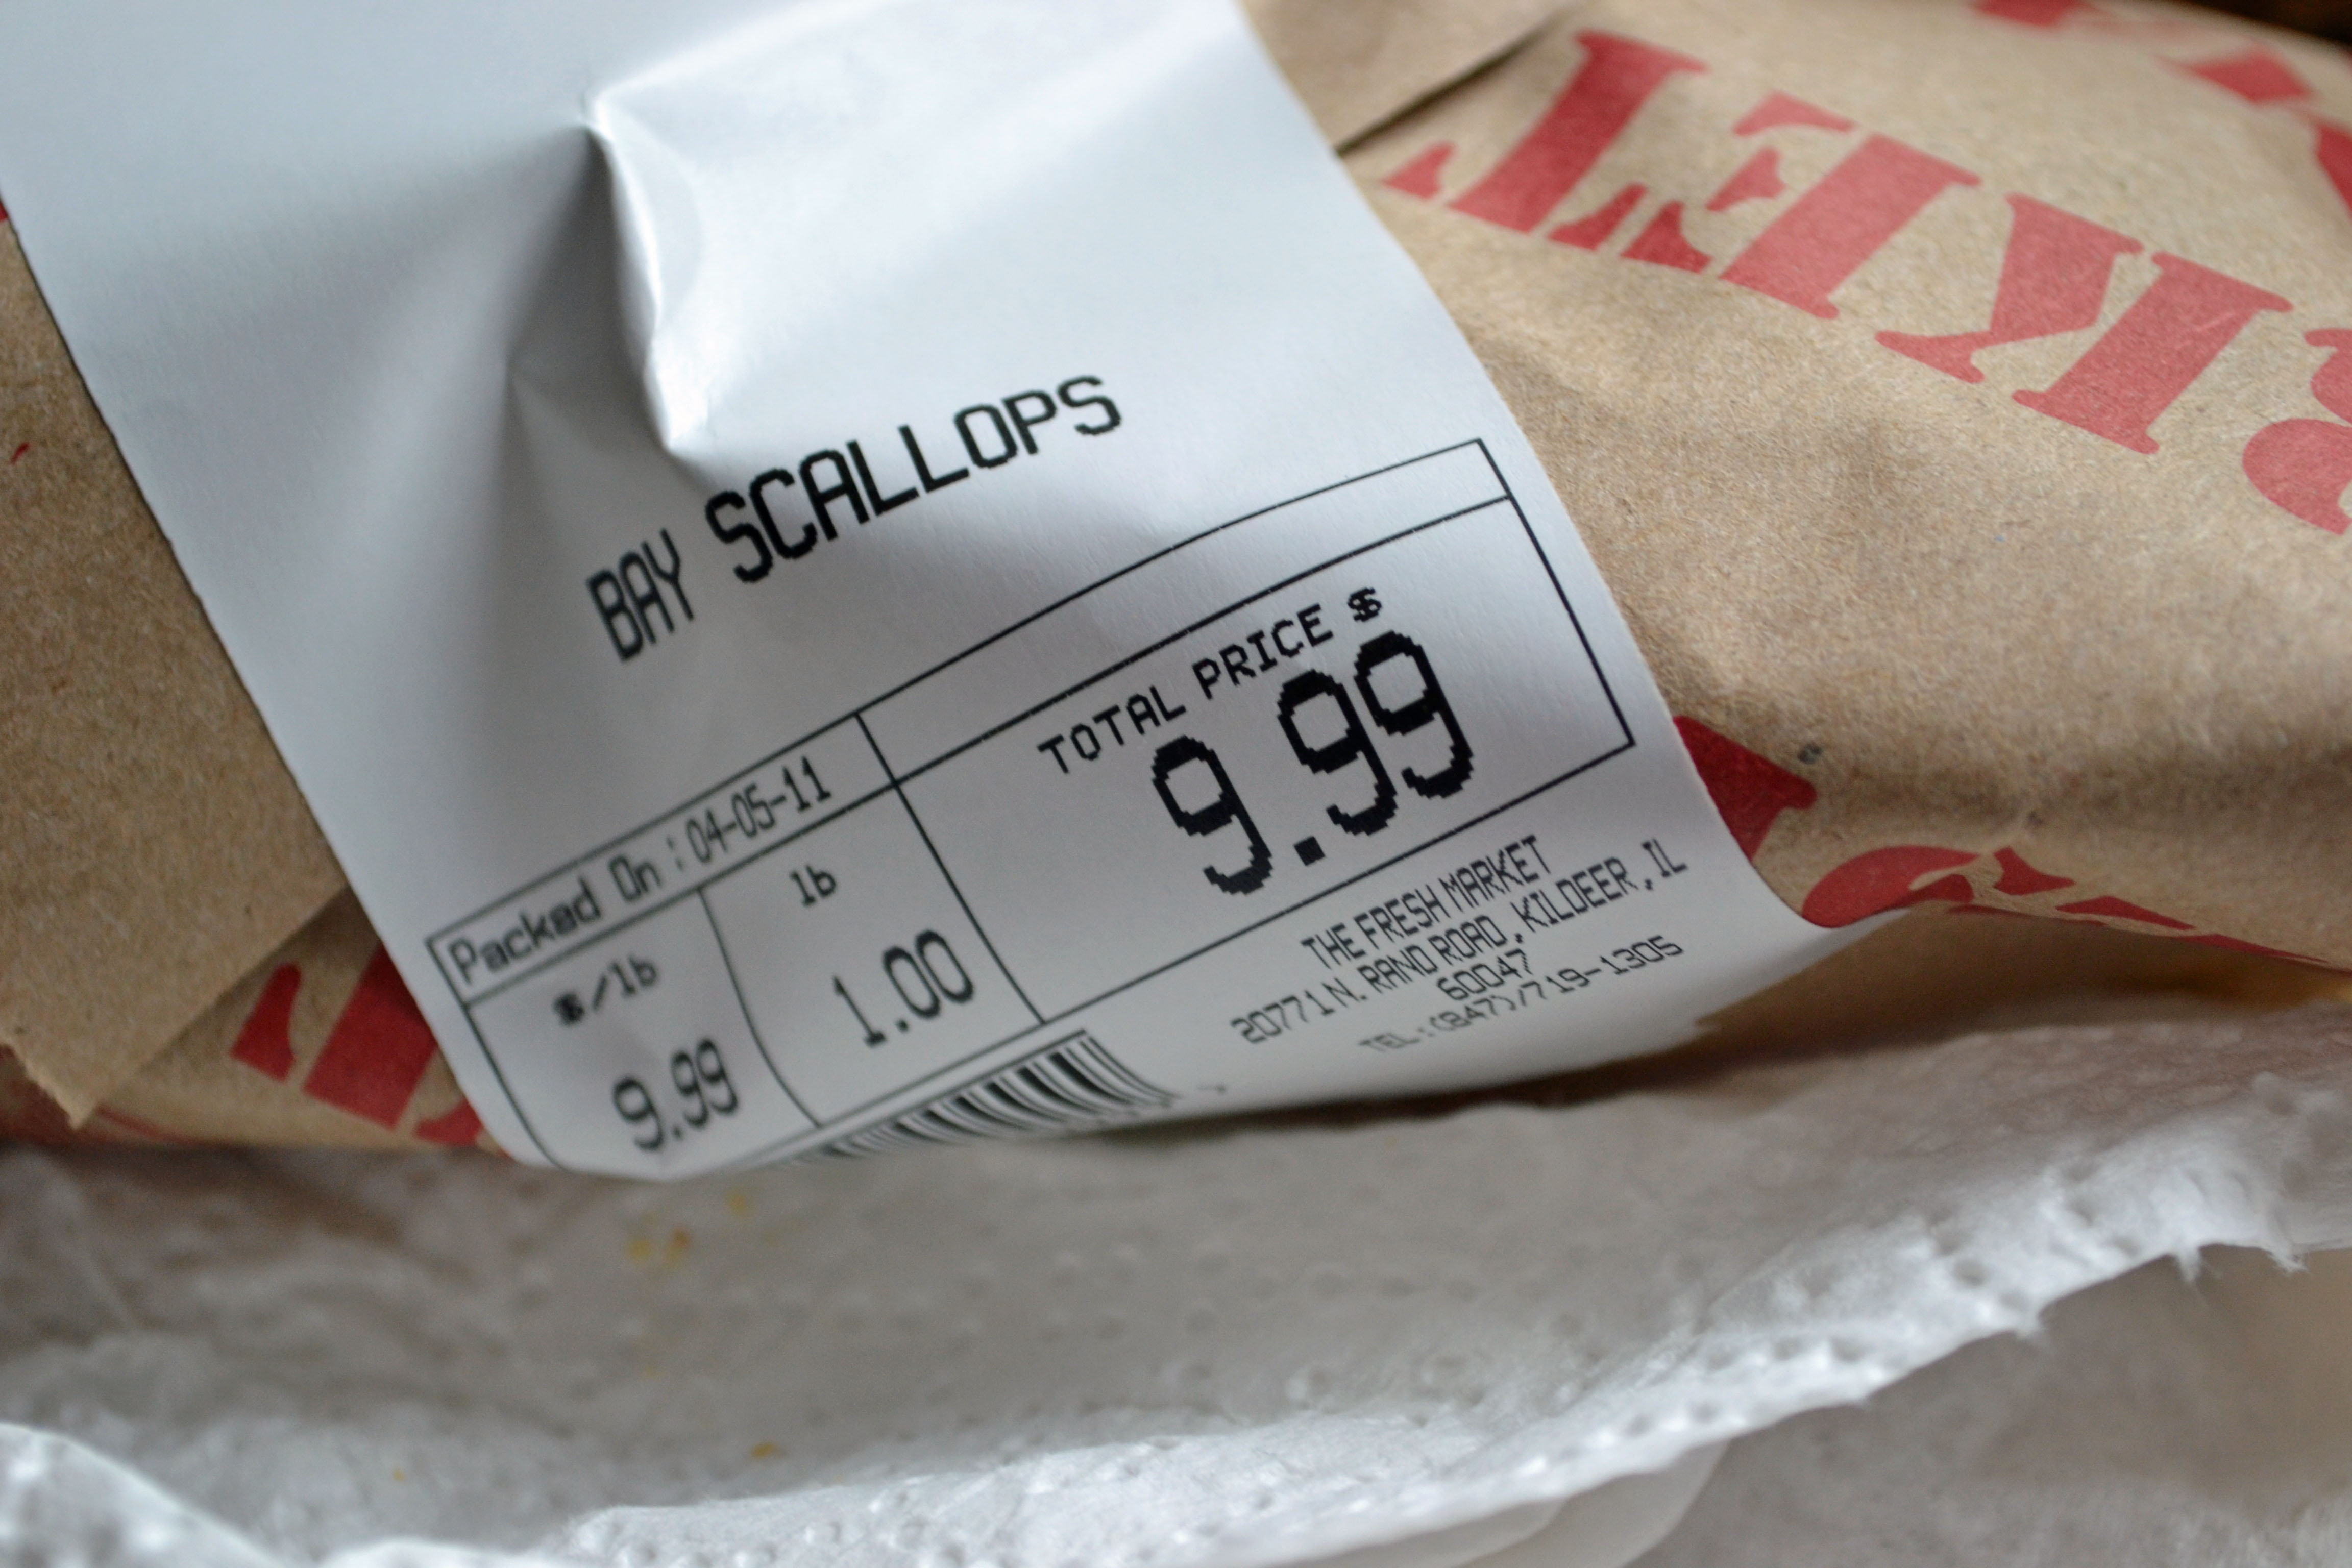 BAY SCALLOPS
Packed On : 04-05-11
$/lb
9.99
lb
1.00
TOTAL PRICE $
9.99
THE FRESH MARKET
20771 N. RAND ROAD, KILDEER, IL
60047
TEL.:(847)/719-1305